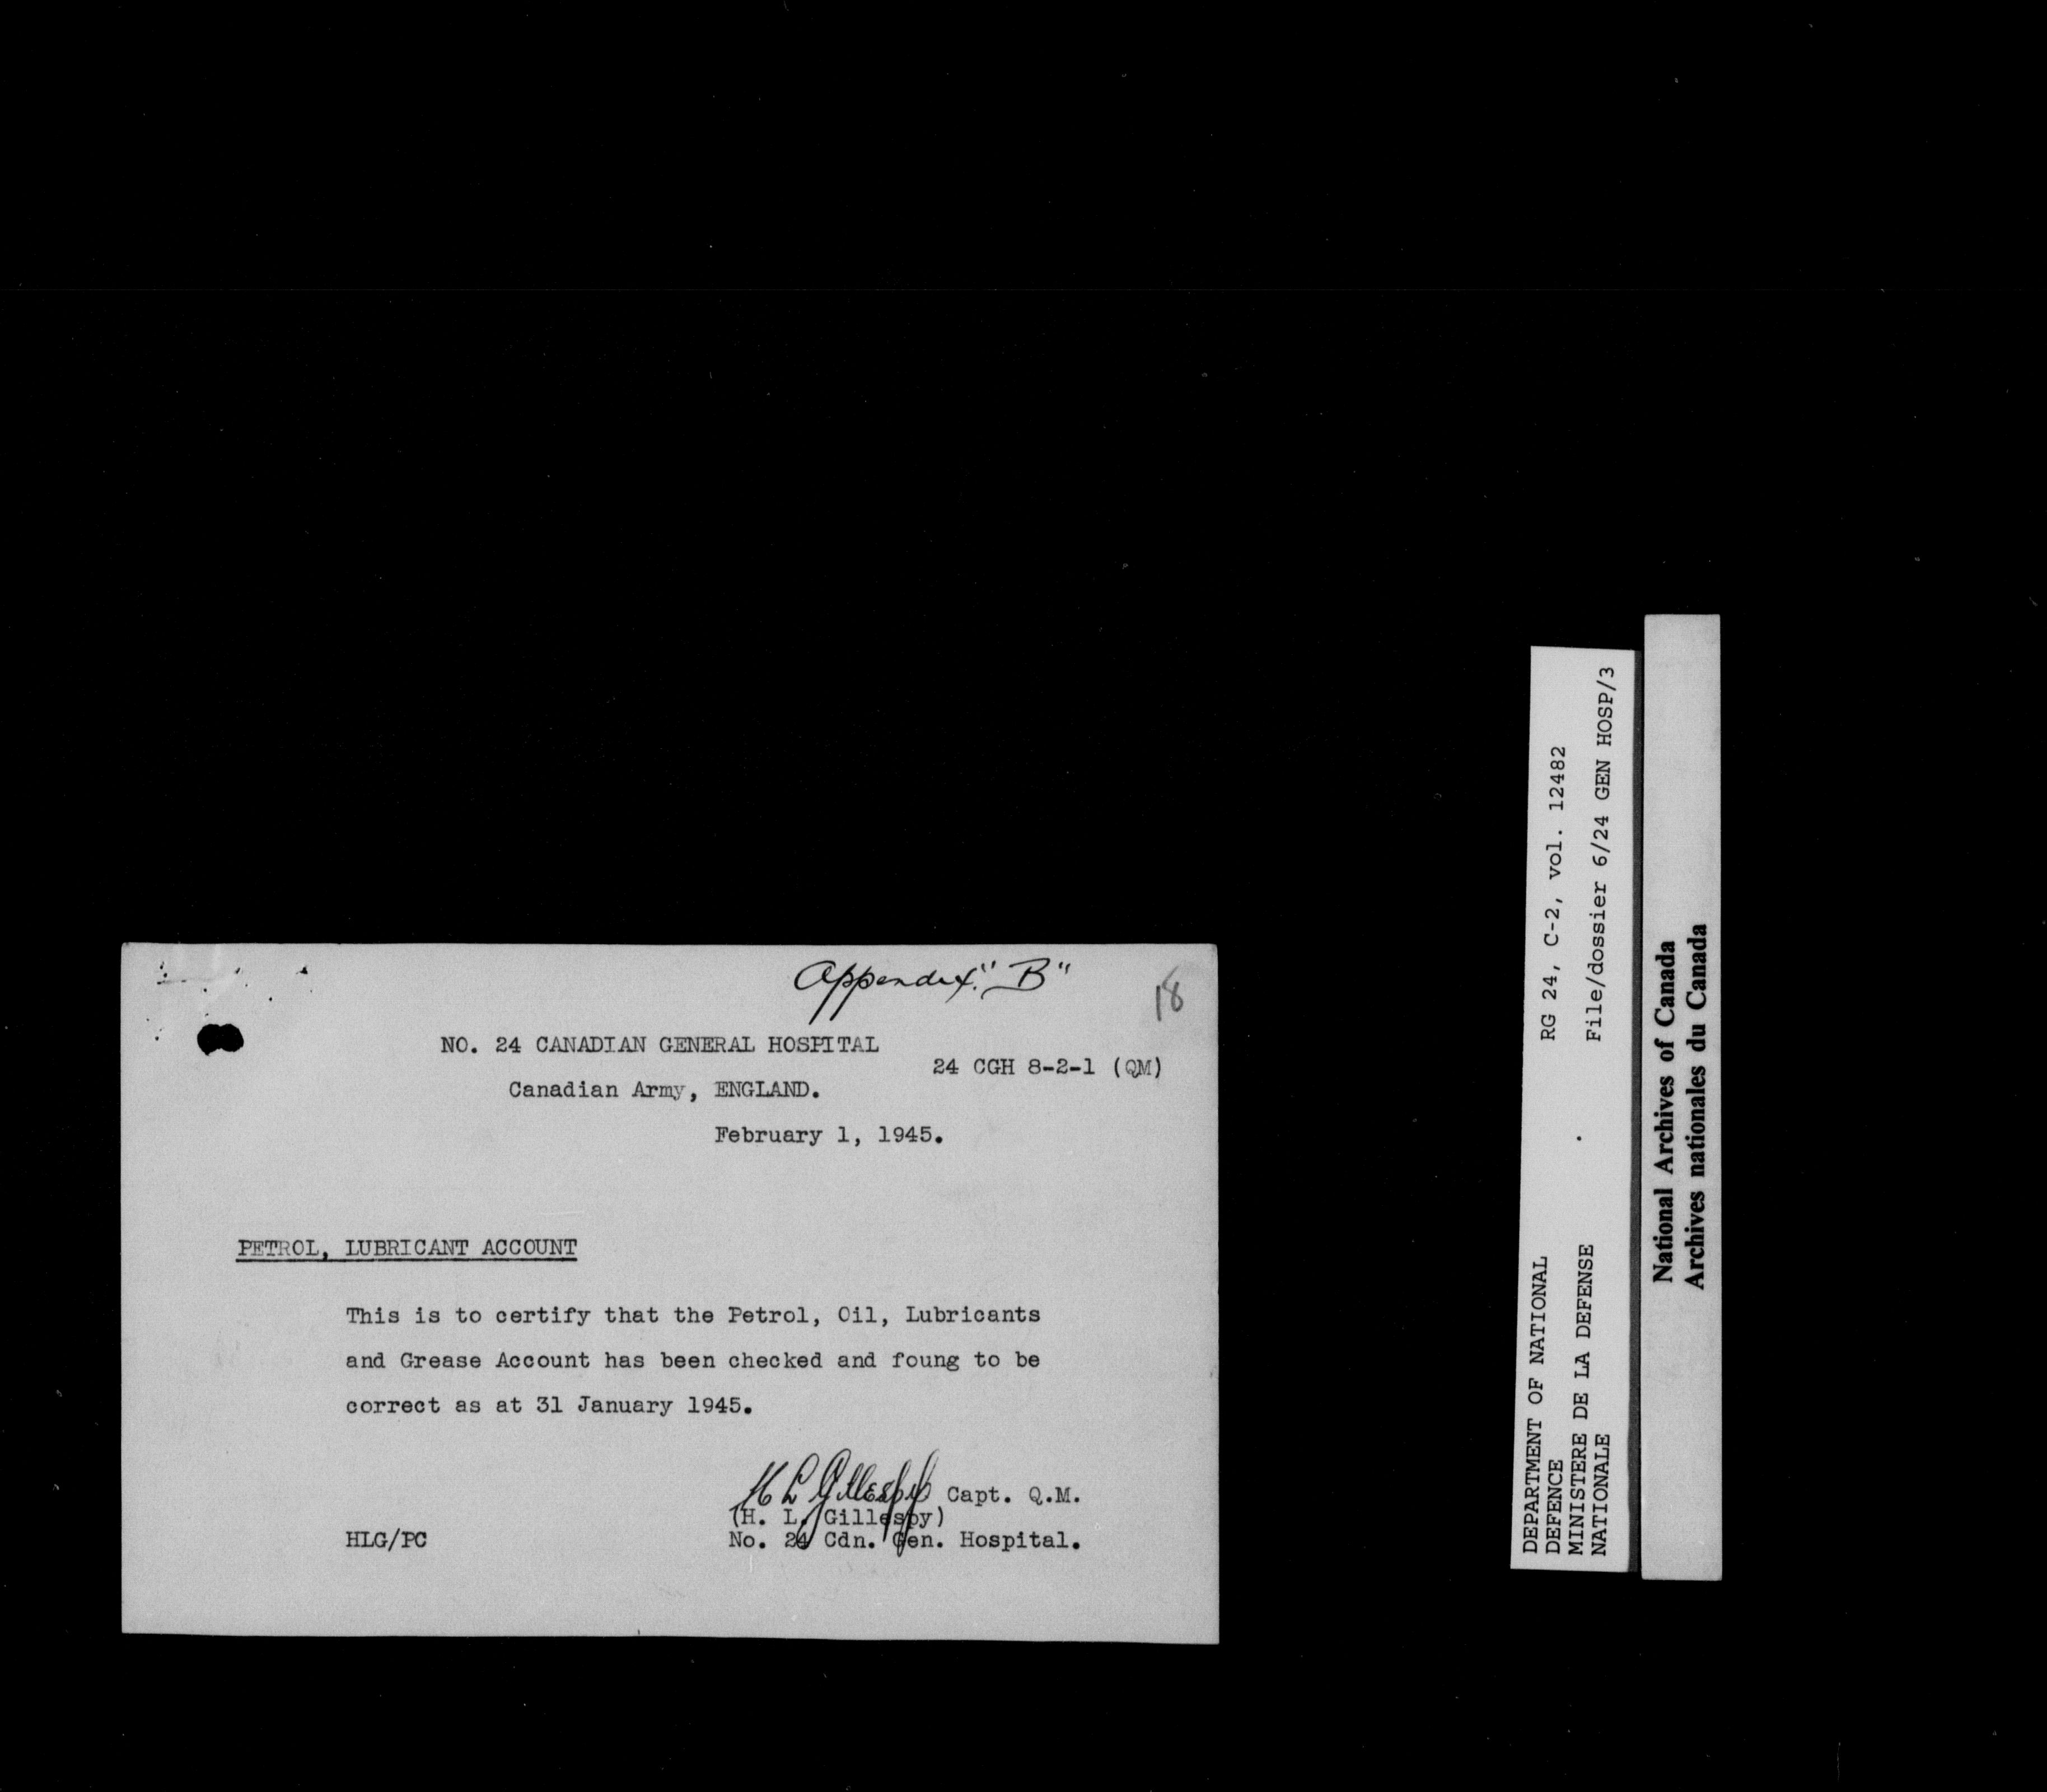 Appendix "B"
18
NO. 24 CANADIAN GENERAL HOSPITAL
24 CGH 8-2-1 (QM)
Canadian Army, ENGLAND.
February 1, 1945.
PETROL, LUBRICANT ACCOUNT
This is to certify that the Petrol, Oil, Lubricants
and Grease Account has been checked and foung to be
correct as at 31 January 1945.
H L Gillespy Capt. Q.M.
(H. L. Gillespy)
HLG/PC No. 24 Cdn. Gen. Hospital.
DEPARTMENT OF NATIONAL RG 24, C-2, vol. 12482
DEFENCE
MINISTERE DE LA DEFENSE File/dossier 6/24 GEN HOSP/3
NATIONALE
National Archives of Canada
Archives nationales du Canada